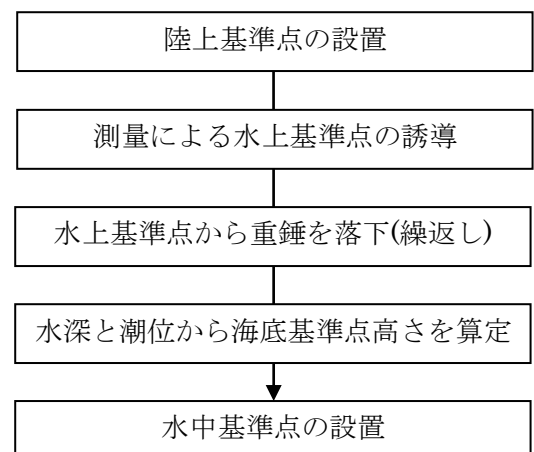 陸上基準点の設置
測量による水上基準点の誘導
水上基準点から重錘を落下(繰返し)
水深と潮位から海底基準点高さを算定
水中基準点の設置